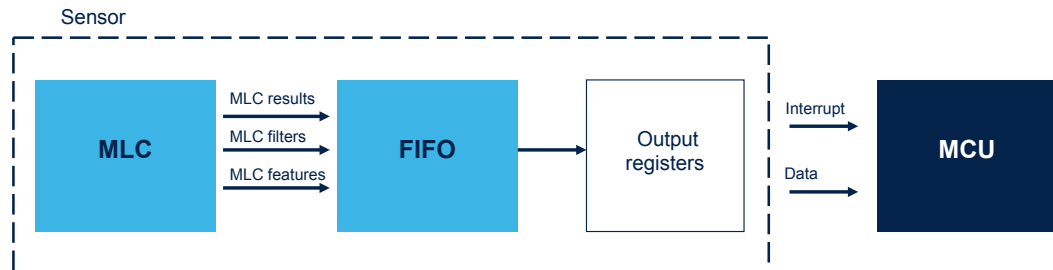 Sensor
MLC
MLC results
MLC filters
MLC features
FIFO
Output
registers
Interrupt
Data
MCU